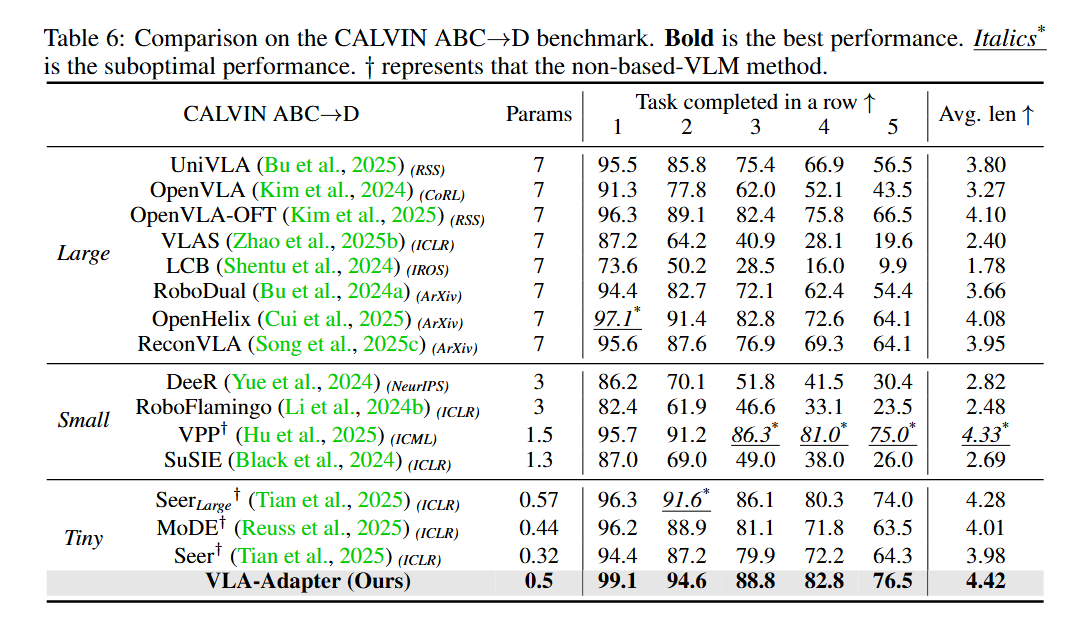 Table 6: Comparison on the CALVIN ABC→D benchmark. Bold is the best performance. Italics*
is the suboptimal performance. † represents that the non-based-VLM method.
CALVIN ABC→D Params Task completed in a row ↑ Avg. len ↑
1 2 3 4 5
Large
UniVLA (Bu et al., 2025) (RSS) 7 95.5 85.8 75.4 66.9 56.5 3.80
OpenVLA (Kim et al., 2024) (CoRL) 7 91.3 77.8 62.0 52.1 43.5 3.27
OpenVLA-OFT (Kim et al., 2025) (RSS) 7 96.3 89.1 82.4 75.8 66.5 4.10
VLAS (Zhao et al., 2025b) (ICLR) 7 87.2 64.2 40.9 28.1 19.6 2.40
LCB (Shentu et al., 2024) (IROS) 7 73.6 50.2 28.5 16.0 9.9 1.78
RoboDual (Bu et al., 2024a) (ArXiv) 7 94.4 82.7 72.1 62.4 54.4 3.66
OpenHelix (Cui et al., 2025) (ArXiv) 7 97.1* 91.4 82.8 72.6 64.1 4.08
ReconVLA (Song et al., 2025c) (ArXiv) 7 95.6 87.6 76.9 69.3 64.1 3.95
Small
DeeR (Yue et al., 2024) (NeurIPS) 3 86.2 70.1 51.8 41.5 30.4 2.82
RoboFlamingo (Li et al., 2024b) (ICLR) 3 82.4 61.9 46.6 33.1 23.5 2.48
VPP† (Hu et al., 2025) (ICML) 1.5 95.7 91.2 86.3* 81.0* 75.0* 4.33*
SuSIE (Black et al., 2024) (ICLR) 1.3 87.0 69.0 49.0 38.0 26.0 2.69
Tiny
SeerLarge† (Tian et al., 2025) (ICLR) 0.57 96.3 91.6* 86.1 80.3 74.0 4.28
MoDE† (Reuss et al., 2025) (ICLR) 0.44 96.2 88.9 81.1 71.8 63.5 4.01
Seer† (Tian et al., 2025) (ICLR) 0.32 94.4 87.2 79.9 72.2 64.3 3.98
VLA-Adapter (Ours) 0.5 99.1 94.6 88.8 82.8 76.5 4.42